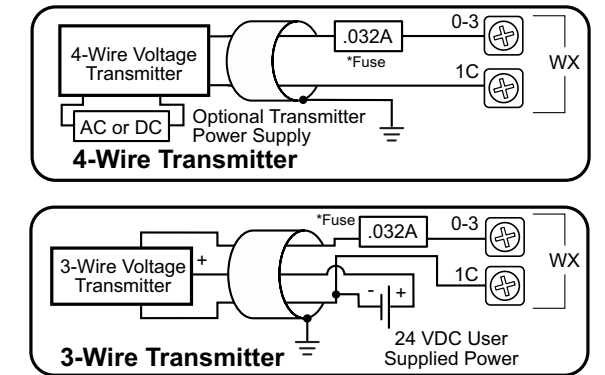 4-Wire Voltage
Transmitter
AC or DC
Optional Transmitter
Power Supply
.032A
*Fuse
0-3
1C
WX
4-Wire Transmitter
3-Wire Voltage
Transmitter
+
*Fuse
.032A
0-3
1C
WX
- +
24 VDC User
Supplied Power
3-Wire Transmitter